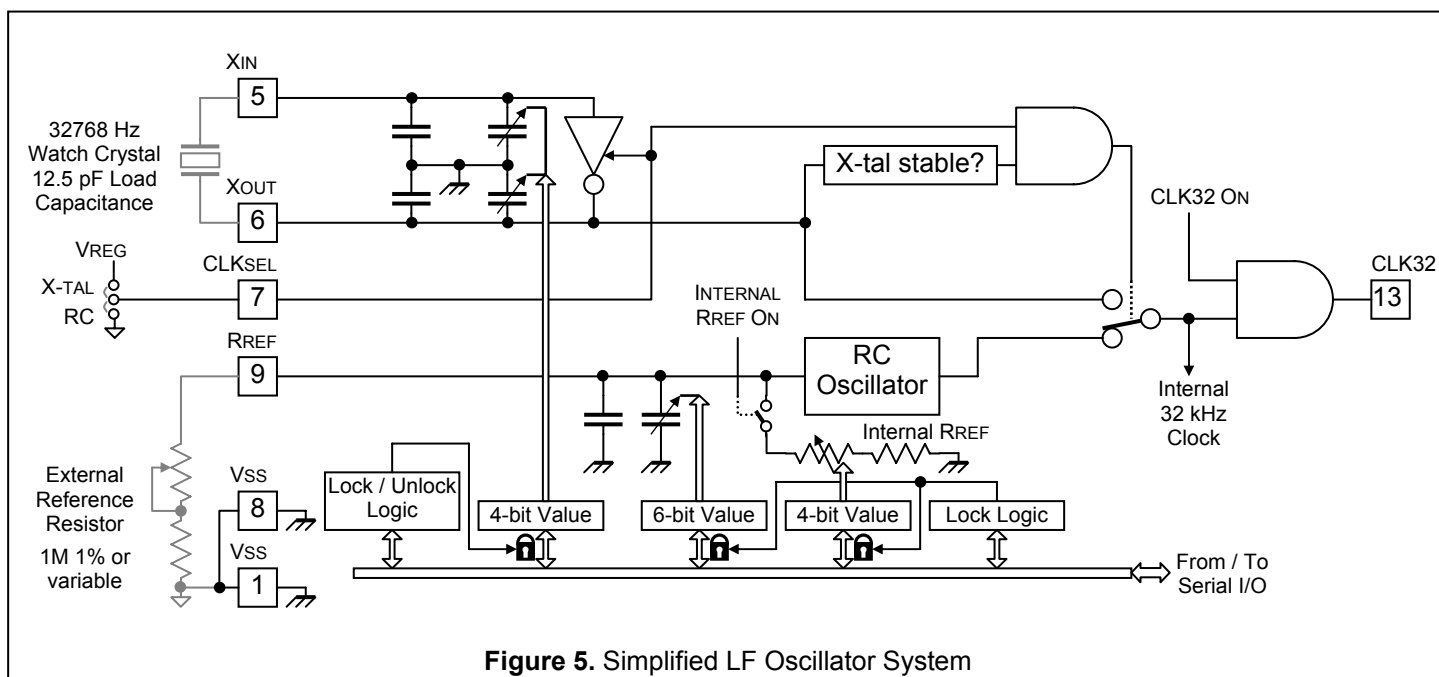 XIN
5
32768 Hz
Watch Crystal
12.5 pF Load
Capacitance
XOUT
6
X-tal stable?
CLK32 ON
VREG
X-TAL
RC
CLKSEL
7
CLK32
13
INTERNAL
RREF ON
RREF
9
RC
Oscillator
Internal
32 kHz
Clock
Internal RREF
External
Reference
Resistor
1M 1% or
variable
VSS
8
VSS
1
Lock / Unlock
Logic
4-bit Value
6-bit Value
4-bit Value
Lock Logic
From / To
Serial I/O
Figure 5. Simplified LF Oscillator System